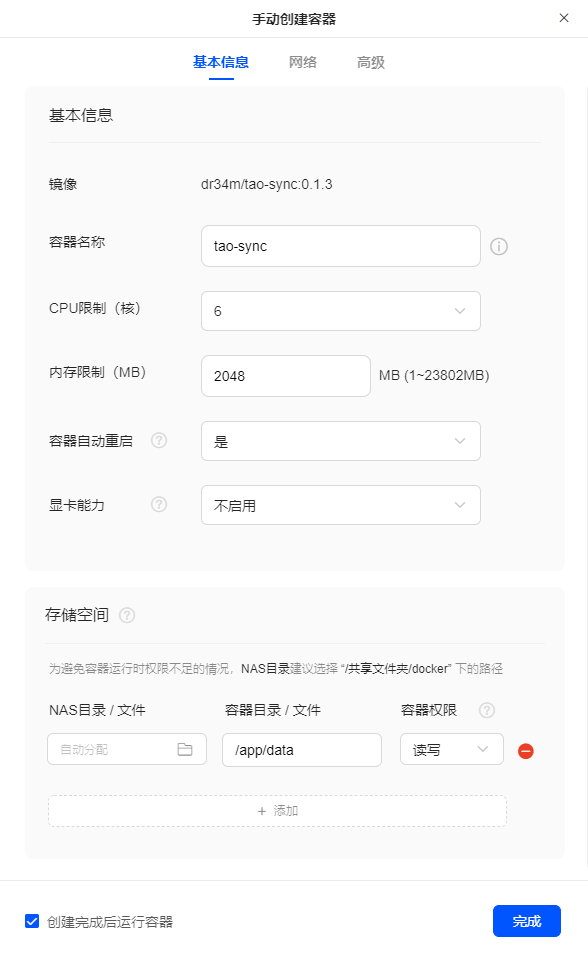 手动创建容器
基本信息 网络 高级
基本信息
镜像 dr34m/tao-sync:0.1.3
容器名称 tao-sync
CPU限制（核） 6
内存限制（MB） 2048 MB (1~23802MB)
容器自动重启 是
显卡能力 不启用
存储空间
为避免容器运行时权限不足的情况，NAS目录建议选择 “/共享文件夹/docker” 下的路径
NAS目录 / 文件 容器目录 / 文件 容器权限
自动分配 /app/data 读写
+ 添加
创建完成后运行容器 完成